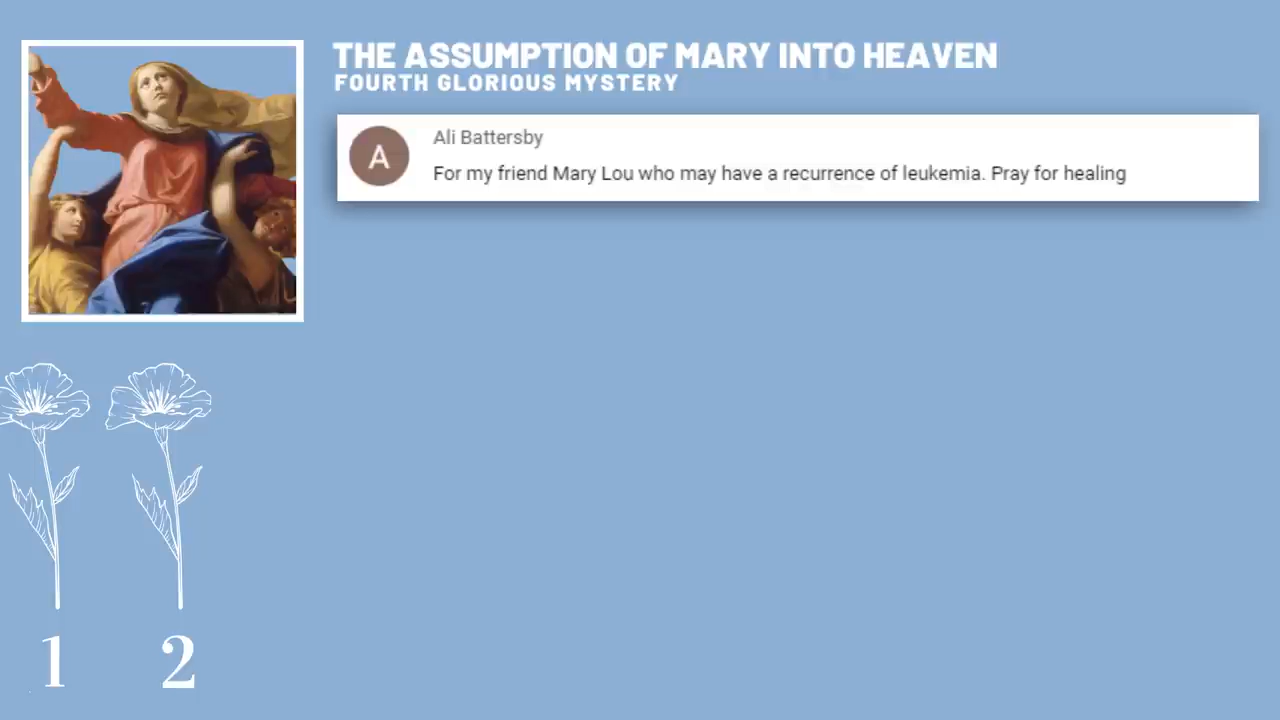 THE ASSUMPTION OF MARY INTO HEAVEN
FOURTH GLORIOUS MYSTERY
A
Ali Battersby
For my friend Mary Lou who may have a recurrence of leukemia. Pray for healing
1 2